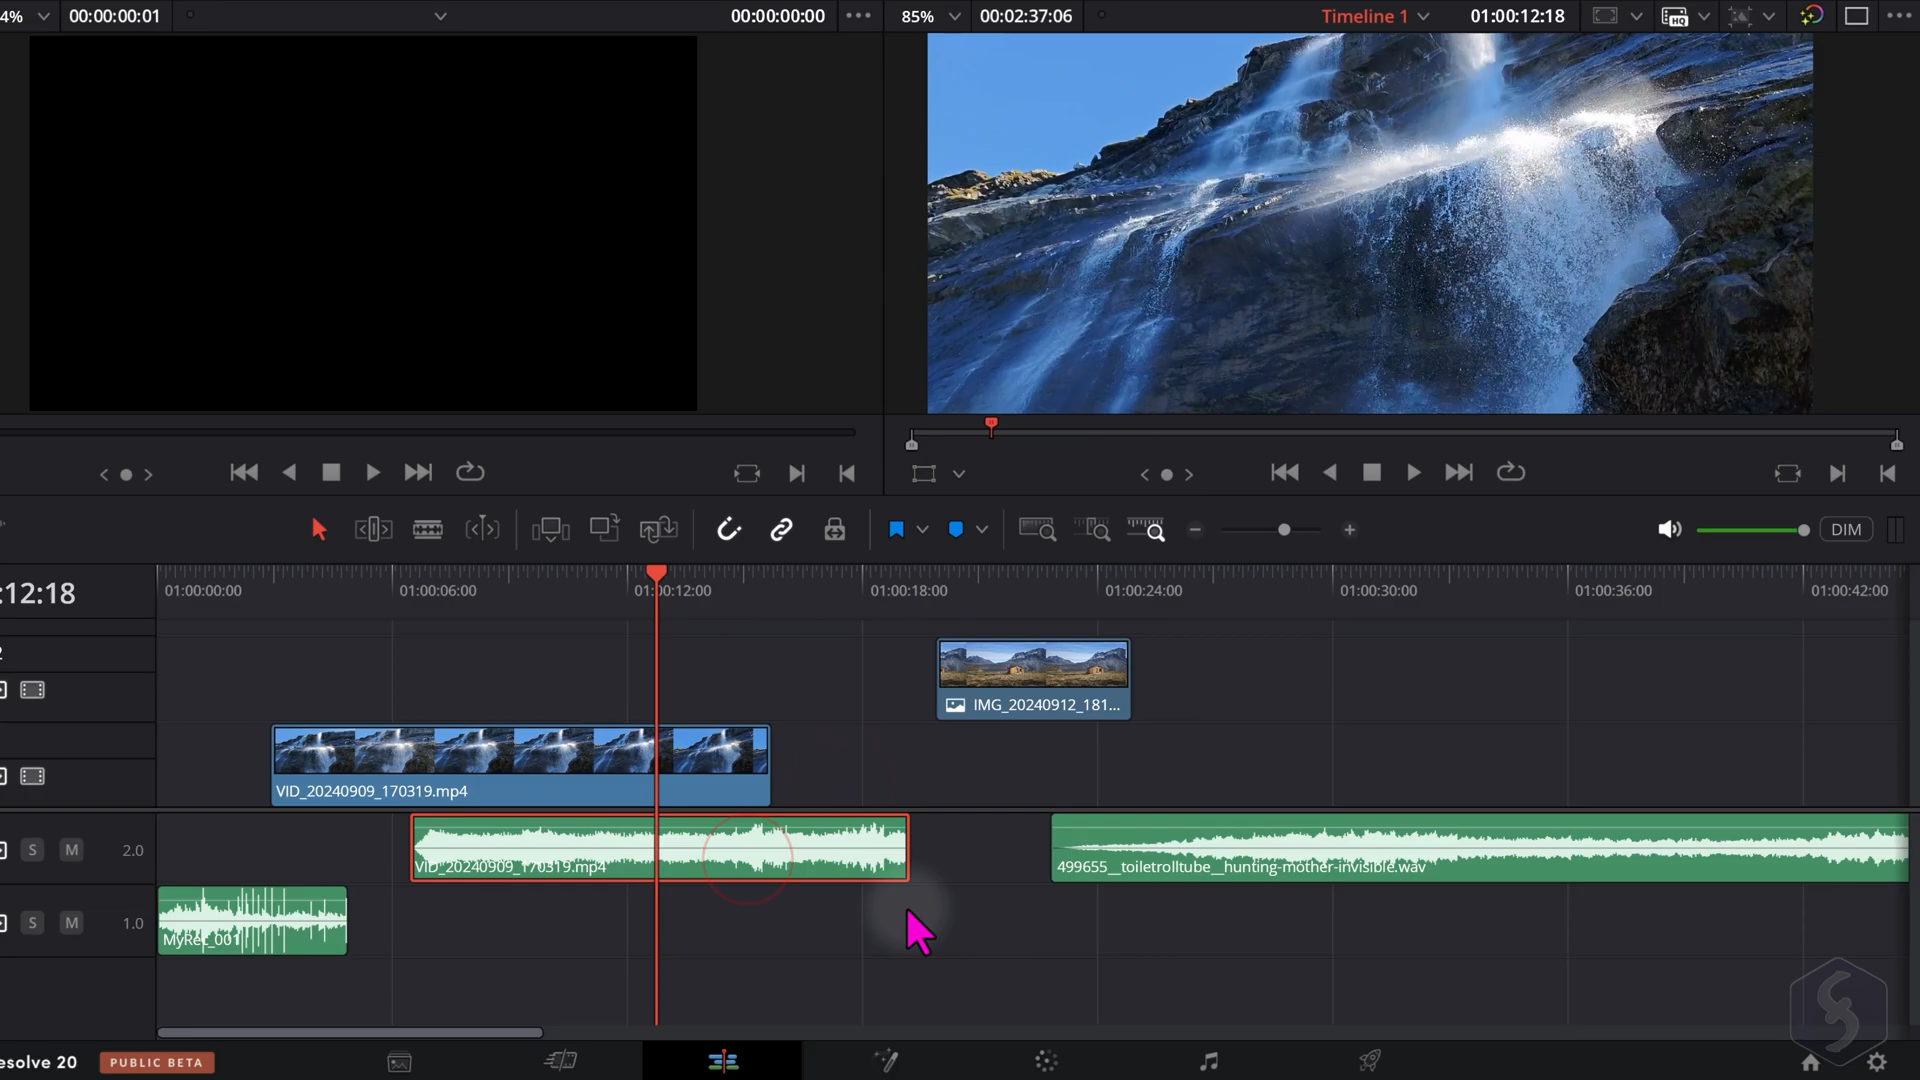 4% 00:00:00:01 00:00:00:00 85% 00:02:37:06 Timeline 1 01:00:12:18 HQ
DIM
:12:18 01:00:00:00 01:00:06:00 01:00:12:00 01:00:18:00 01:00:24:00 01:00:30:00 01:00:36:00 01:00:42:00
2
IMG_20240912_181...
VID_20240909_170319.mp4
S M 2.0
VID_20240909_170319.mp4 499655__toiletrolltube__hunting-mother-invisible.wav
S M 1.0
MyRec_001
esolve 20 PUBLIC BETA